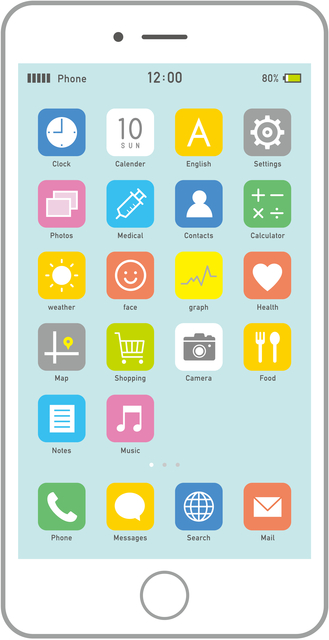 Phone 12:00 80%
10
SUN
A
Clock Calender English Settings
Photos Medical Contacts Calculator
weather face graph Health
Map Shopping Camera Food
Notes Music
Phone Messages Search Mail